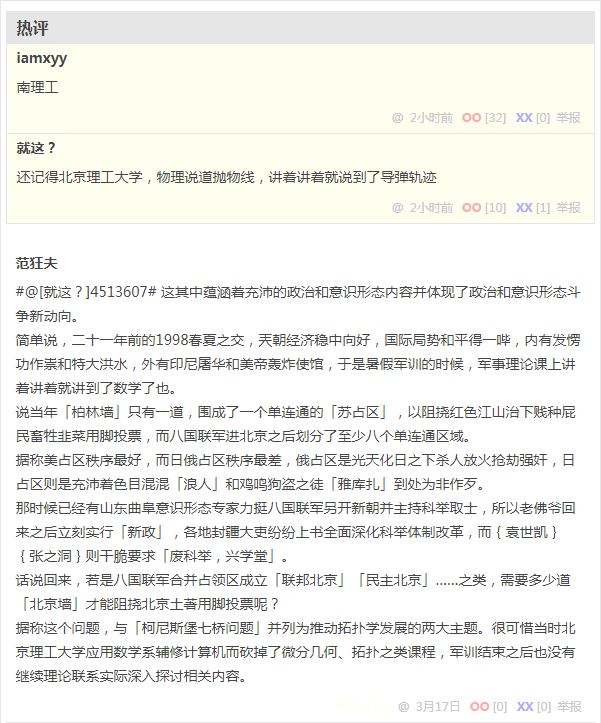 热评
iamxyy
南理工
@ 2小时前 OO [32] XX [0] 举报
就这？
还记得北京理工大学，物理说道抛物线，讲着讲着就说到了导弹轨迹
@ 2小时前 OO [10] XX [1] 举报
范狂夫
#@[就这？]4513607# 这其中蕴涵着充沛的政治和意识形态内容并体现了政治和意识形态斗
争新动向。
简单说，二十一年前的1998春夏之交，天朝经济稳中向好，国际局势和平得一哔，内有发愣
功作祟和特大洪水，外有印尼屠华和美帝轰炸使馆，于是暑假军训的时候，军事理论课上讲
着讲着就讲到了数学了也。
说当年「柏林墙」只有一道，围成了一个单连通的「苏占区」，以阻挠红色江山治下贱种屁
民畜牲韭菜用脚投票，而八国联军进北京之后划分了至少八个单连通区域。
据称美占区秩序最好，而日俄占区秩序最差，俄占区是光天化日之下杀人放火抢劫强奸，日
占区则是充沛着色目混混「浪人」和鸡鸣狗盗之徒「雅库扎」到处为非作歹。
那时候已经有山东曲阜意识形态专家力挺八国联军另开新朝并主持科举取士，所以老佛爷回
来之后立刻实行「新政」，各地封疆大吏纷纷上书全面深化科举体制改革，而｛袁世凯｝
｛张之洞｝则干脆要求「废科举，兴学堂」。
话说回来，若是八国联军合并占领区成立「联邦北京」「民主北京」……之类，需要多少道
「北京墙」才能阻挠北京土著用脚投票呢？
据称这个问题，与「柯尼斯堡七桥问题」并列为推动拓扑学发展的两大主题。很可惜当时北
京理工大学应用数学系辅修计算机而砍掉了微分几何、拓扑之类课程，军训结束之后也没有
继续理论联系实际深入探讨相关内容。
@ 3月17日 OO [0] XX [0] 举报